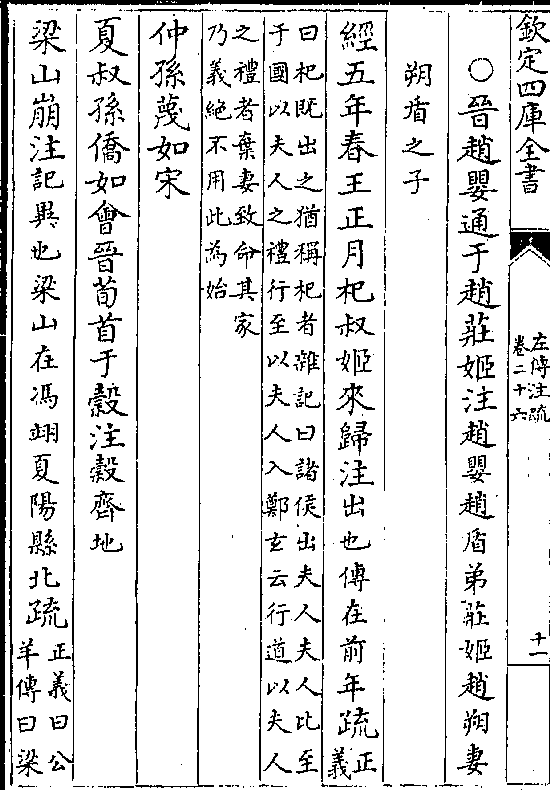 欽定四庫全書
左傳注疏
卷二十六
十一
○晉趙嬰通于趙莊姬注趙嬰趙盾弟莊姬趙朔妻
朔盾之子
經五年春王正月杞叔姬來歸注出也傳在前年疏正
義
曰杞既出之猶稱杞者雜記曰諸侯出夫人夫人比至
于國以夫人之禮行至以夫人入鄭玄云行道以夫人
之禮者棄妻致命其家
乃義絕不用此為始
仲孫蔑如宋
夏叔孫僑如會晉荀首于穀注穀齊地
梁山崩注記異也梁山在馮翊夏陽縣北疏正義曰公
羊傳曰梁